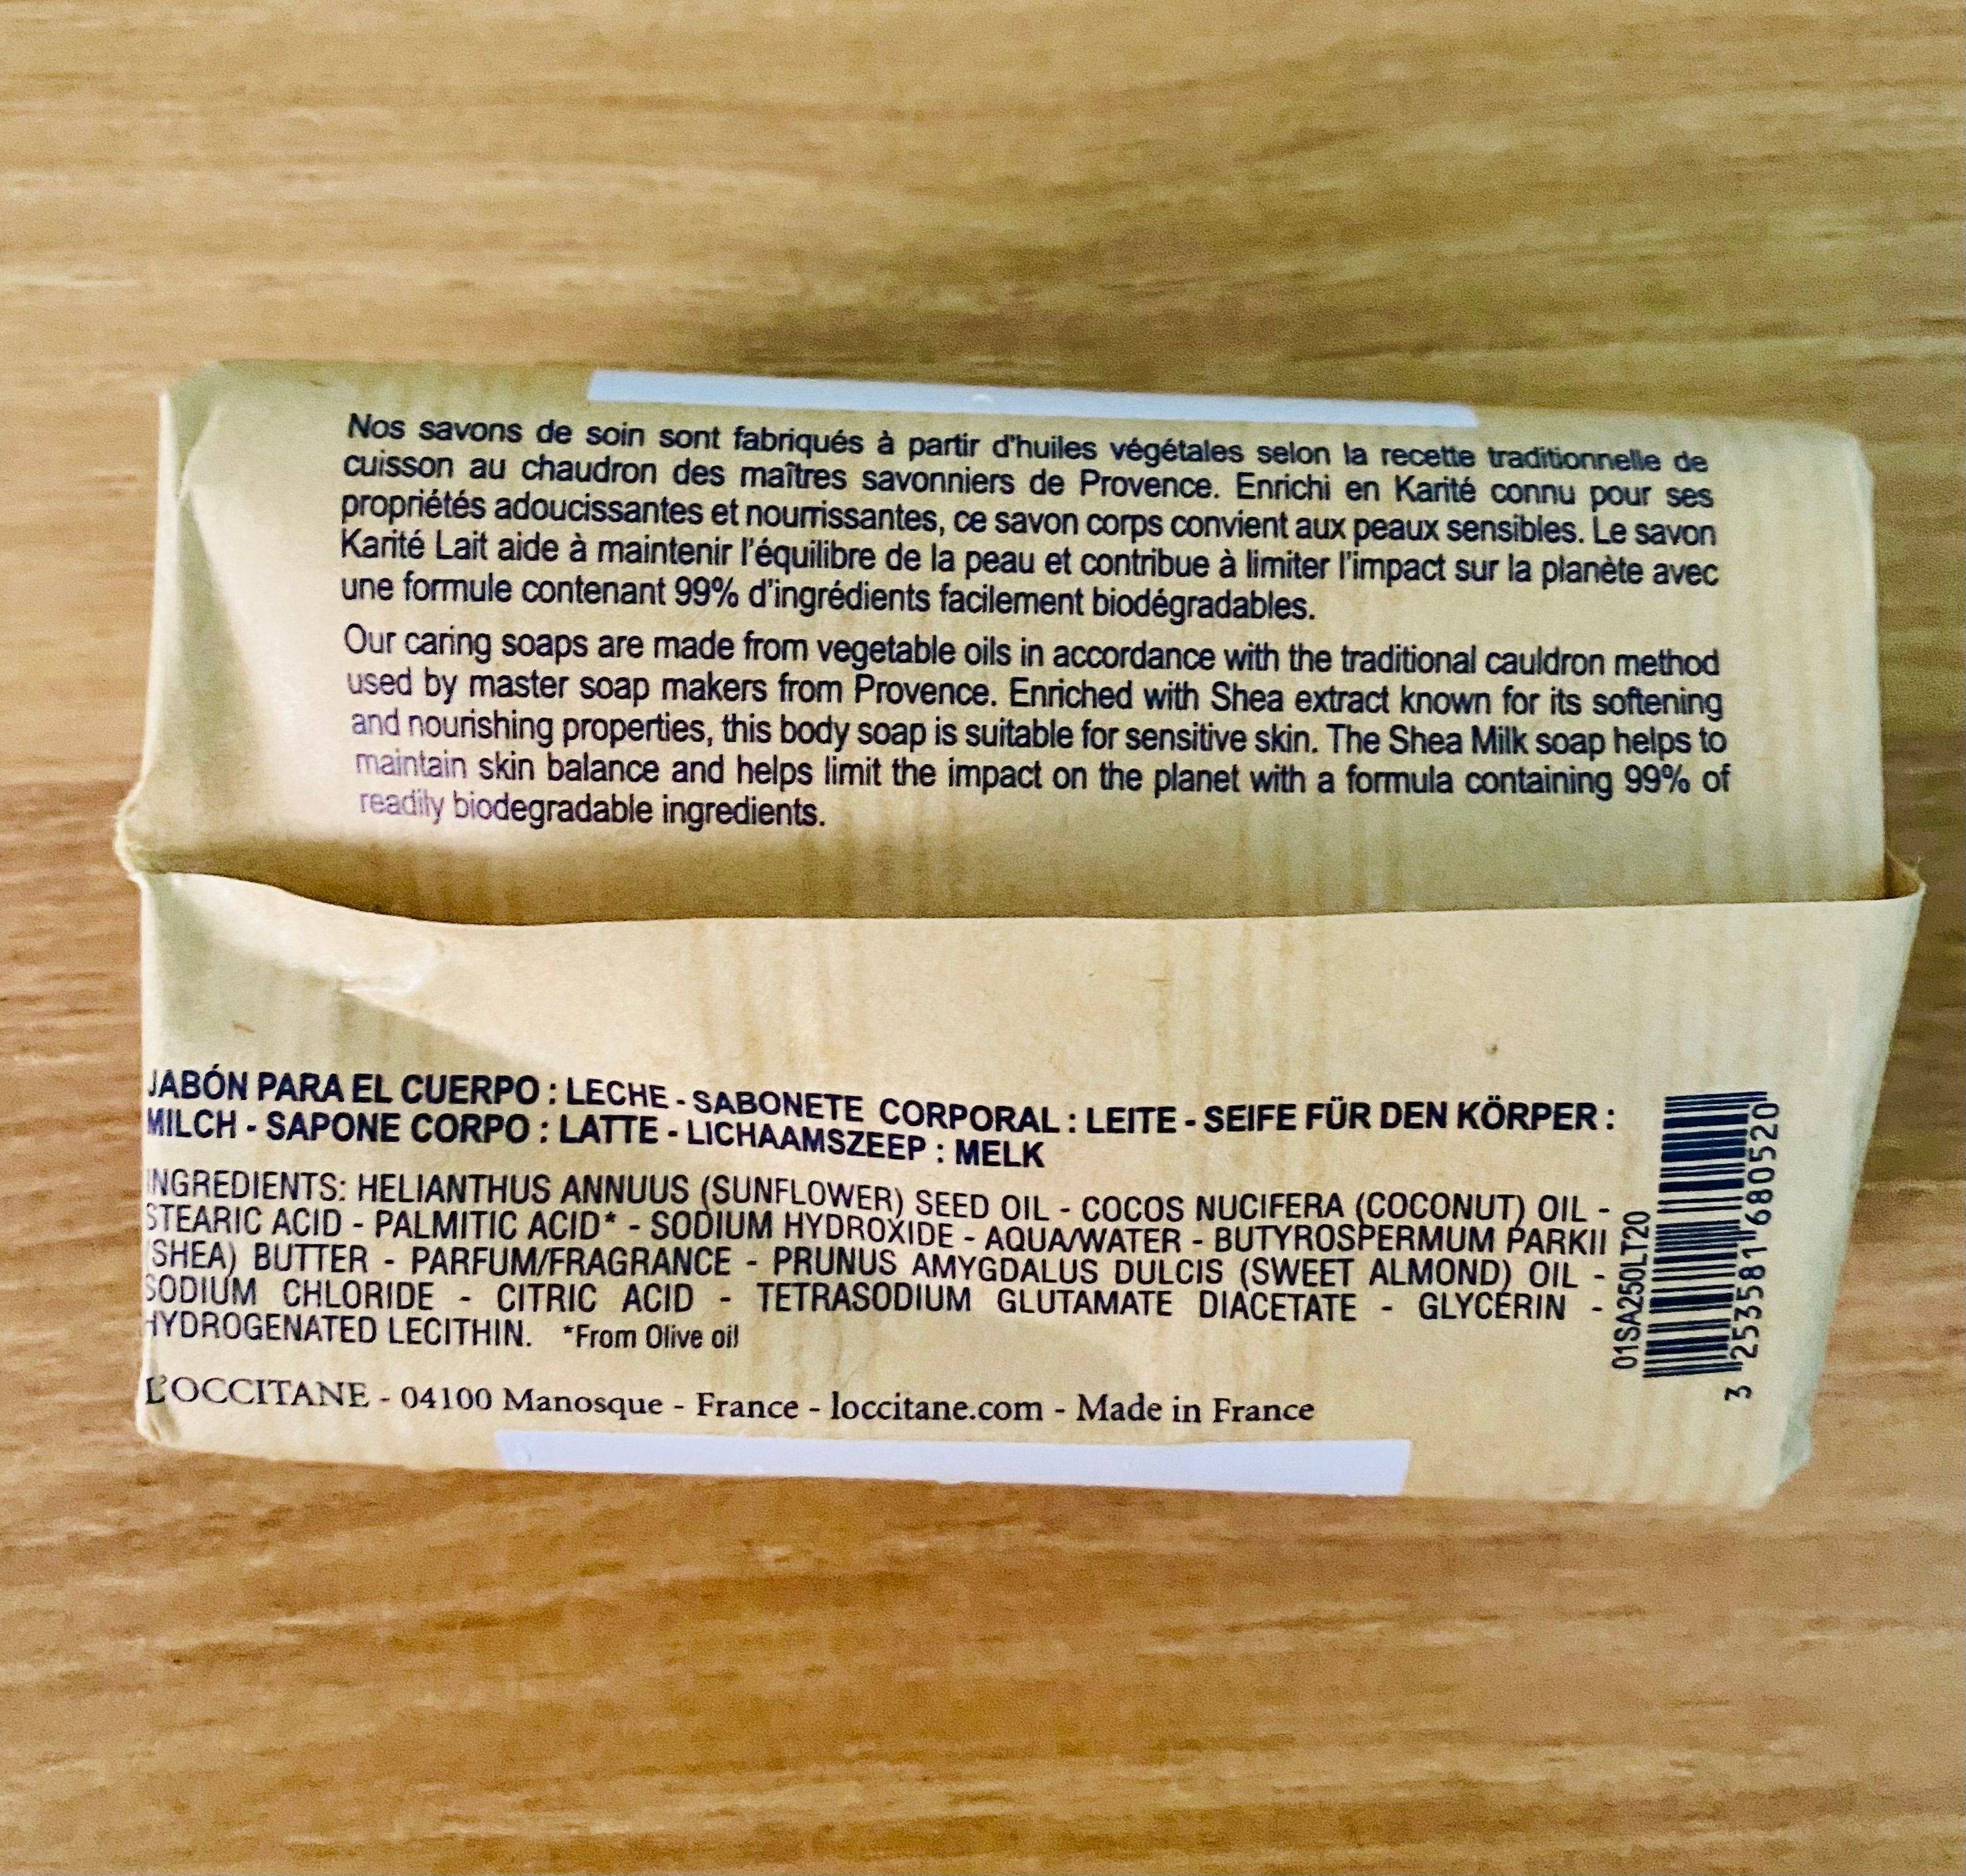 Nos savons de soin sont fabriqués à partir d'huiles végétales selon la recette traditionnelle de
cuisson au chaudron des maîtres savonniers de Provence. Enrichi en Karité connu pour ses
propriétés adoucissantes et nourrissantes, ce savon corps convient aux peaux sensibles. Le savon
Karité Lait aide à maintenir l'équilibre de la peau et contribue à limiter l'impact sur la planète avec
une formule contenant 99% d'ingrédients facilement biodégradables.
Our caring soaps are made from vegetable oils in accordance with the traditional cauldron method
used by master soap makers from Provence. Enriched with Shea extract known for its softening
and nourishing properties, this body soap is suitable for sensitive skin. The Shea Milk soap helps to
maintain skin balance and helps limit the impact on the planet with a formula containing 99% of
readily biodegradable ingredients.
JABÓN PARA EL CUERPO : LECHE - SABONETE CORPORAL : LEITE - SEIFE FÜR DEN KÖRPER :
MILCH - SAPONE CORPO : LATTE - LICHAAMSZEEP : MELK
INGREDIENTS: HELIANTHUS ANNUUS (SUNFLOWER) SEED OIL - COCOS NUCIFERA (COCONUT) OIL -
STEARIC ACID - PALMITIC ACID* - SODIUM HYDROXIDE - AQUA/WATER - BUTYROSPERMUM PARKII
(SHEA) BUTTER - PARFUM/FRAGRANCE - PRUNUS AMYGDALUS DULCIS (SWEET ALMOND) OIL -
SODIUM CHLORIDE - CITRIC ACID - TETRASODIUM GLUTAMATE DIACETATE - GLYCERIN -
HYDROGENATED LECITHIN. *From Olive oil
L'OCCITANE - 04100 Manosque - France - loccitane.com - Made in France
01SA250LT20
3 253581 680520